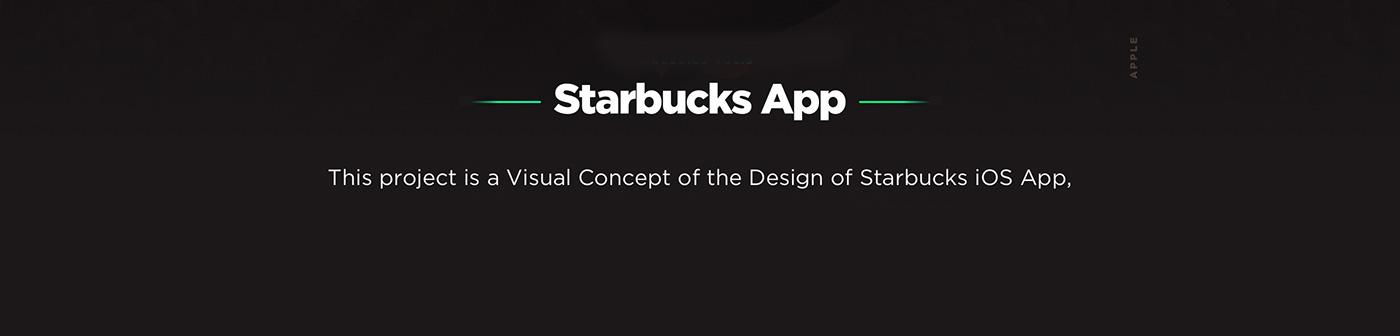 APPLE
Starbucks App
This project is a Visual Concept of the Design of Starbucks iOS App,